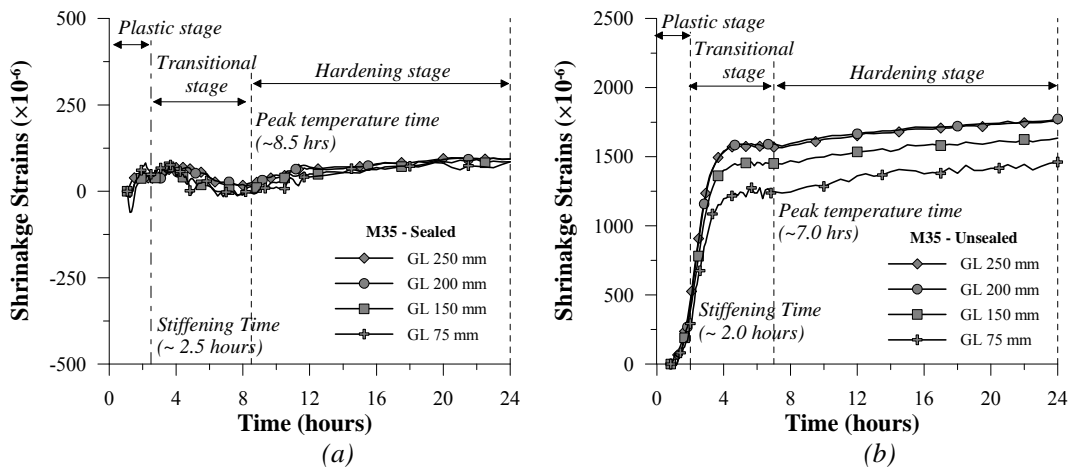 500
250
0
-250
-500
Shrinakge Strains (×10⁻⁶)
Plastic stage
Transitional
stage
Hardening stage
Peak temperature time
(~8.5 hrs)
M35 - Sealed
GL 250 mm
GL 200 mm
GL 150 mm
GL 75 mm
Stiffening Time
(~ 2.5 hours)
0 4 8 12 16 20 24
Time (hours)
(a)
2500
2000
1750
1500
1250
1000
750
500
250
0
Shrinakge Strains (×10⁻⁶)
Plastic stage
Transitional
stage
Hardening stage
Peak temperature time
(~7.0 hrs)
M35 - Unsealed
GL 250 mm
GL 200 mm
GL 150 mm
GL 75 mm
Stiffening Time
(~ 2.0 hours)
0 4 8 12 16 20 24
Time (hours)
(b)